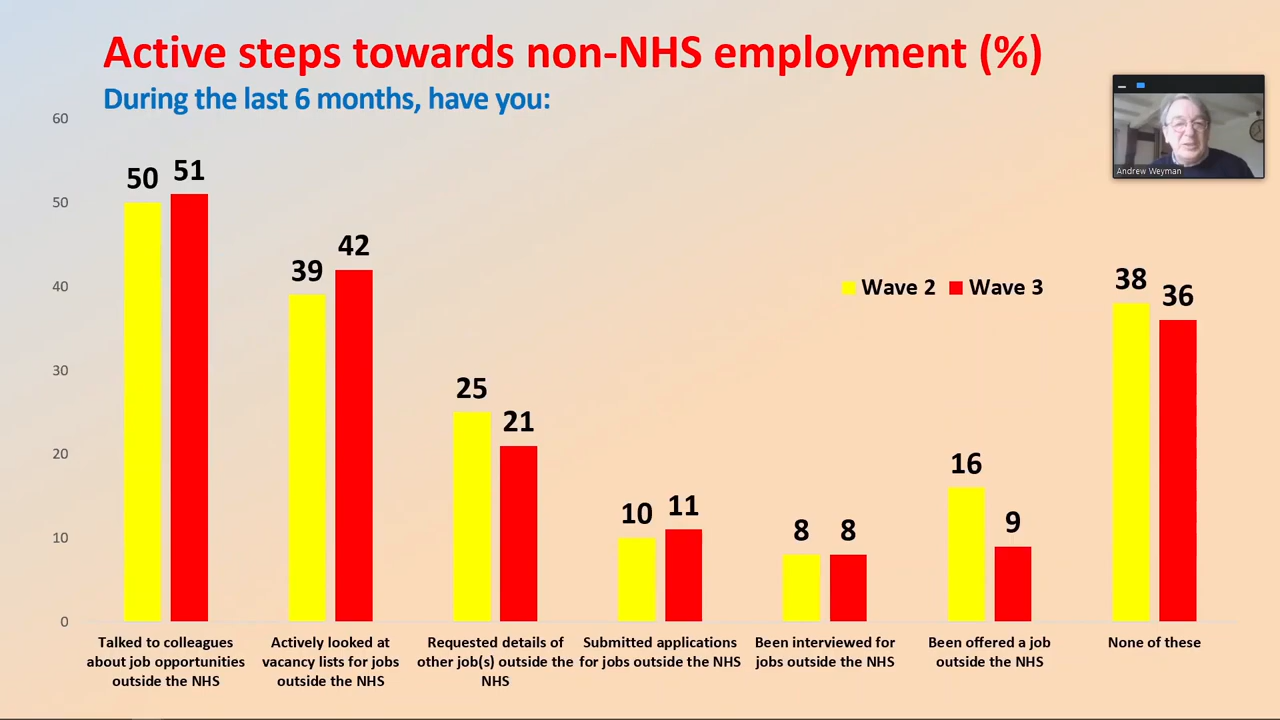 Active steps towards non-NHS employment (%)
During the last 6 months, have you:
Andrew Weyman
60
50
40
30
20
10
0
50
51
39
42
25
21
10
11
8
8
16
9
38
36
Wave 2
Wave 3
Talked to colleagues
about job opportunities
outside the NHS
Actively looked at
vacancy lists for jobs
outside the NHS
Requested details of
other job(s) outside the
NHS
Submitted applications
for jobs outside the NHS
Been interviewed for
jobs outside the NHS
Been offered a job
outside the NHS
None of these